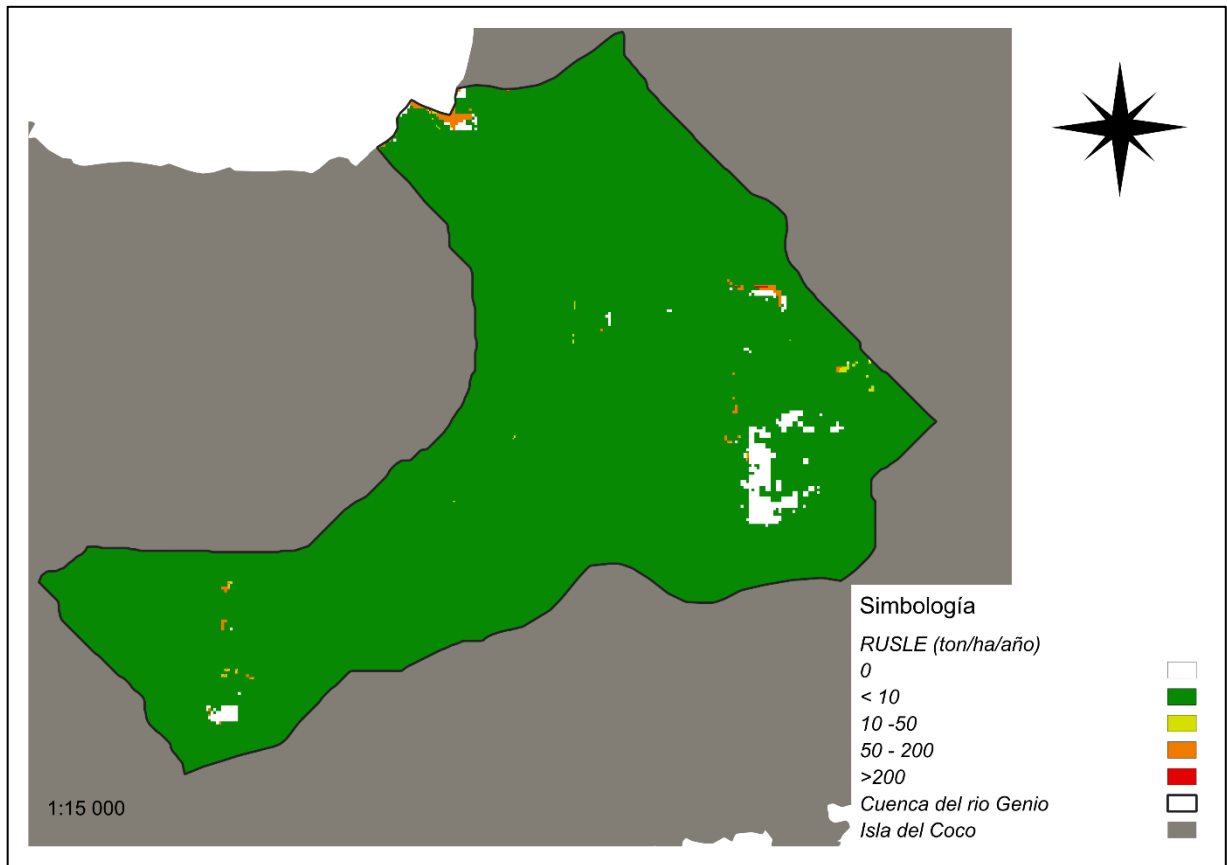 Simbología
RUSLE (ton/ha/año)
0
< 10
10 -50
50 - 200
>200
Cuenca del rio Genio
Isla del Coco
1:15 000